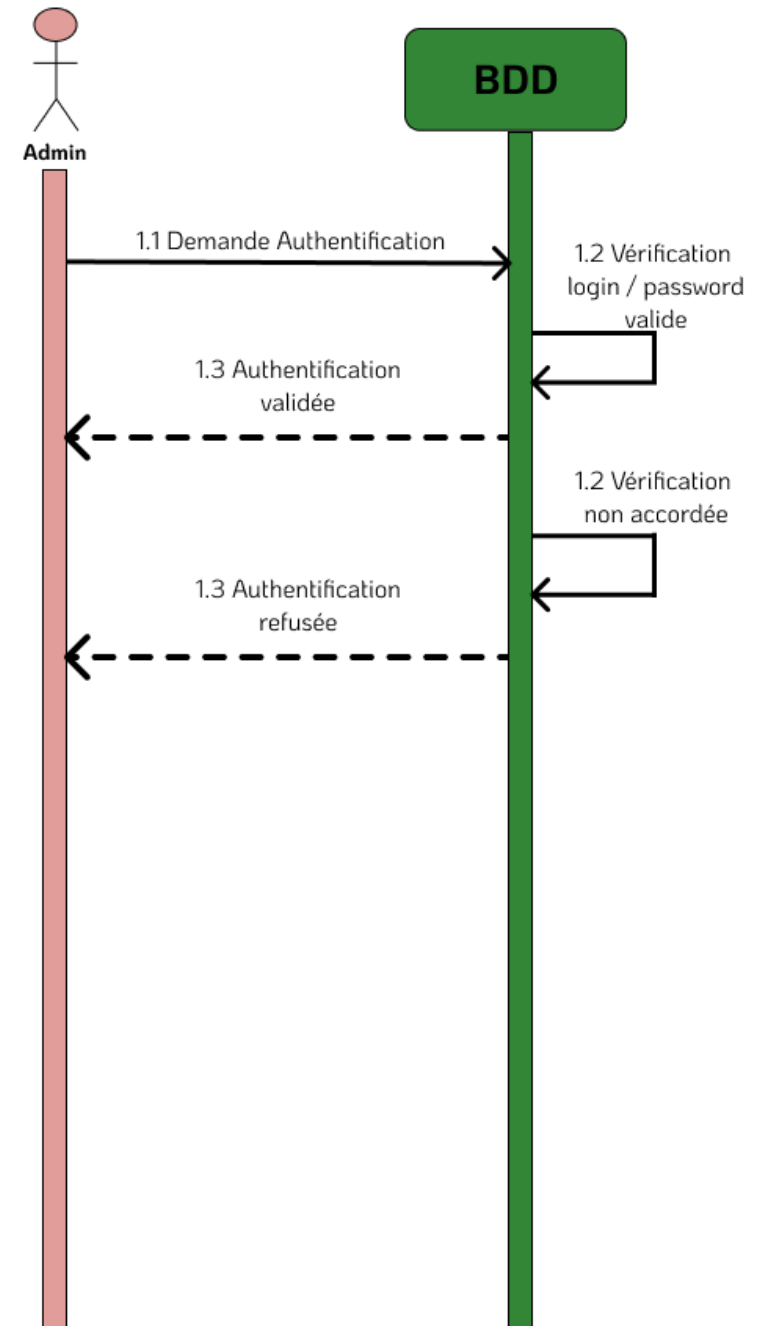 BDD
Admin
1.1 Demande Authentification
1.2 Vérification
login / password
valide
1.3 Authentification
validée
1.2 Vérification
non accordée
1.3 Authentification
refusée